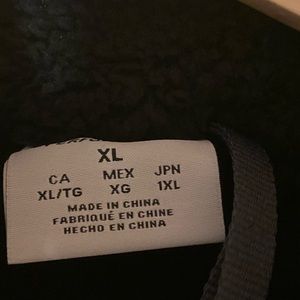 XL
CA MEX JPN
XL/TG XG 1XL
MADE IN CHINA
FABRIQUÉ EN CHINE
HECHO EN CHINA